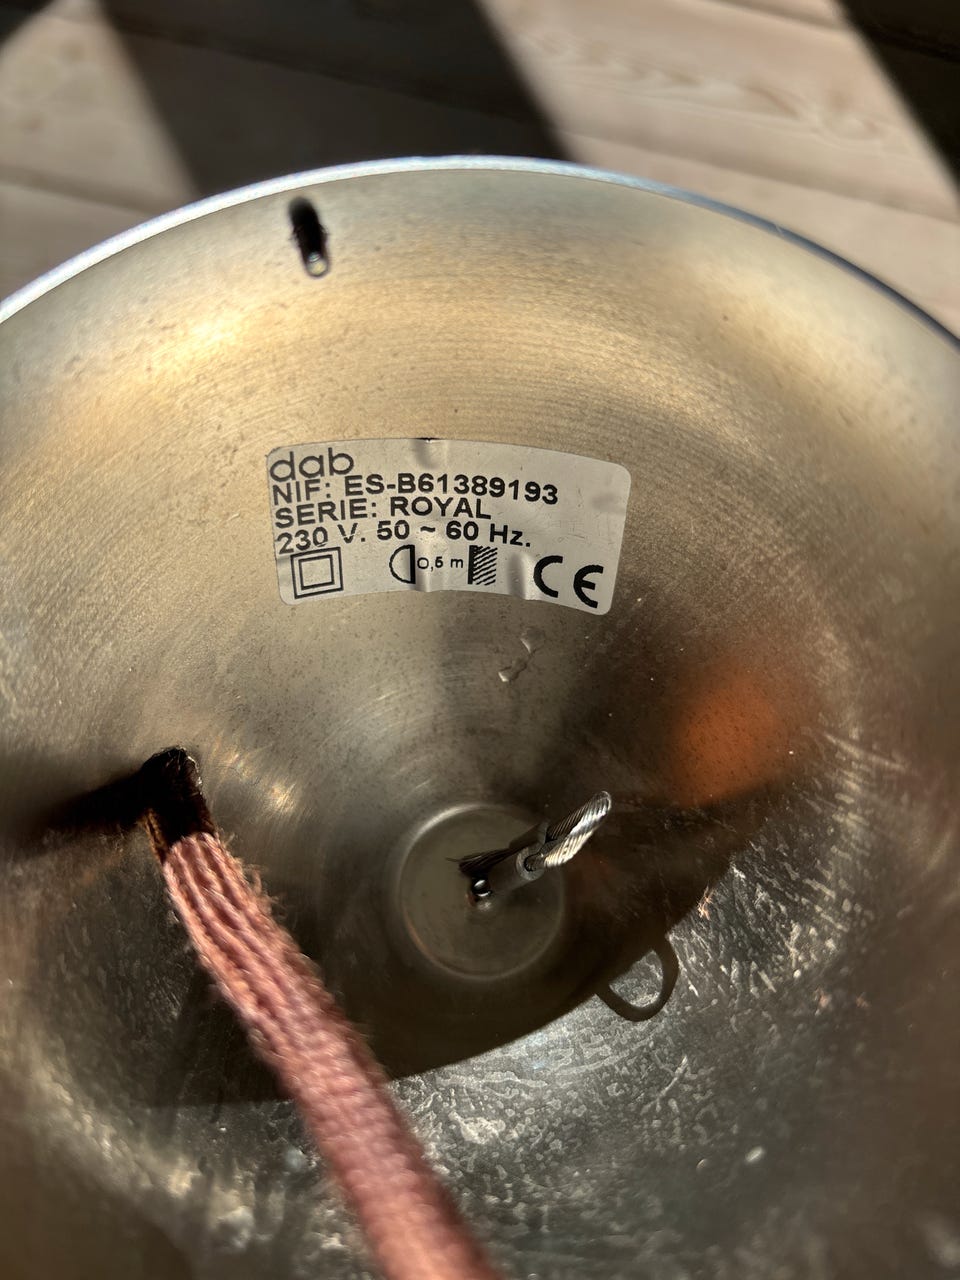 dab
NIF: ES-B61389193
SERIE: ROYAL
230 V. 50 ~ 60 Hz.
0,5 m CE